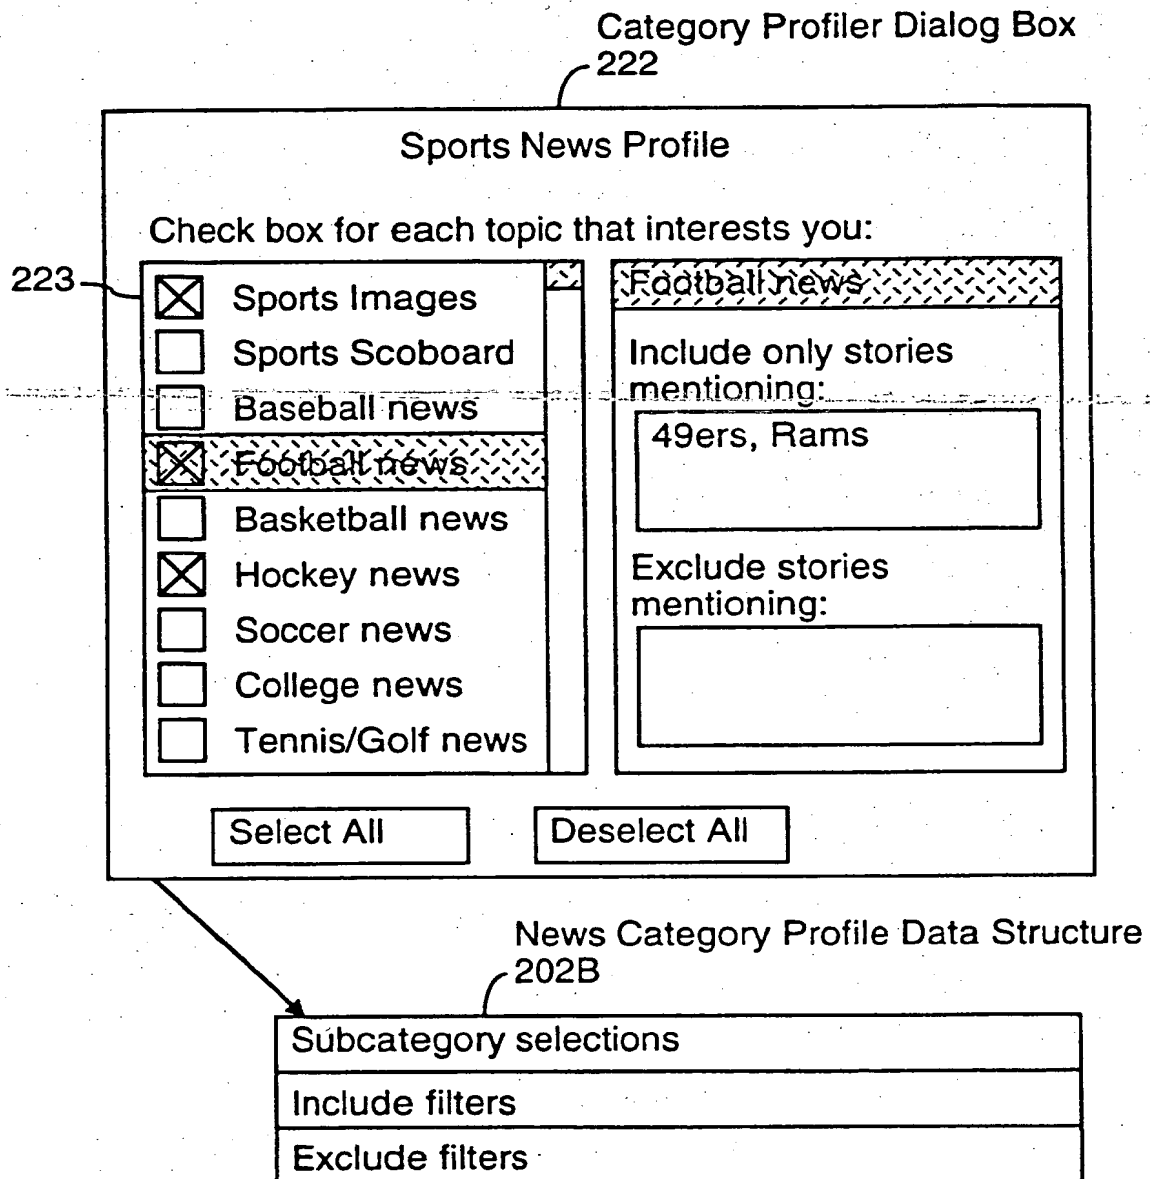 Category Profiler Dialog Box
222
Sports News Profile
Check box for each topic that interests you:
223
Sports Images
Sports Scoboard
Baseball news
Football news
Basketball news
Hockey news
Soccer news
College news
Tennis/Golf news
Football news
Include only stories
mentioning:
49ers, Rams
Exclude stories
mentioning:
Select All
Deselect All
News Category Profile Data Structure
202B
Subcategory selections
Include filters
Exclude filters